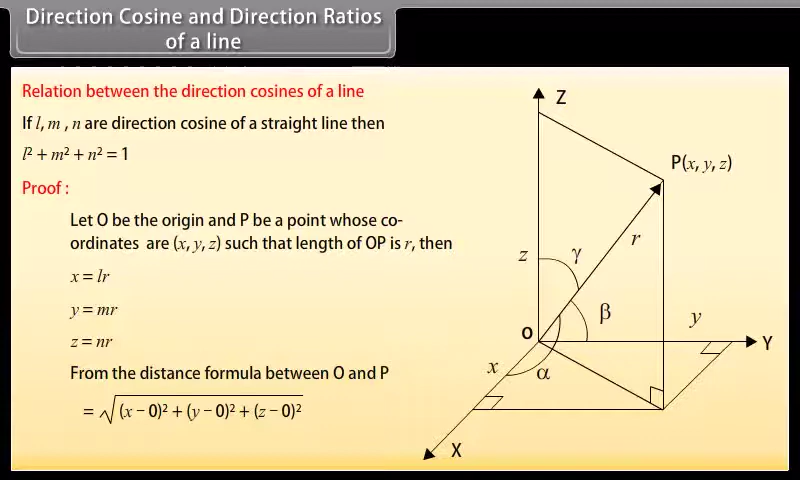 Direction Cosine and Direction Ratios
of a line
Relation between the direction cosines of a line
If l, m , n are direction cosine of a straight line then
l² + m² + n² = 1
Proof :
Let O be the origin and P be a point whose co-
ordinates are (x, y, z) such that length of OP is r, then
x = lr
y = mr
z = nr
From the distance formula between O and P
= √(x – 0)² + (y – 0)² + (z – 0)²
Z
P(x, y, z)
r
z
γ
β
y
O
Y
x
α
X